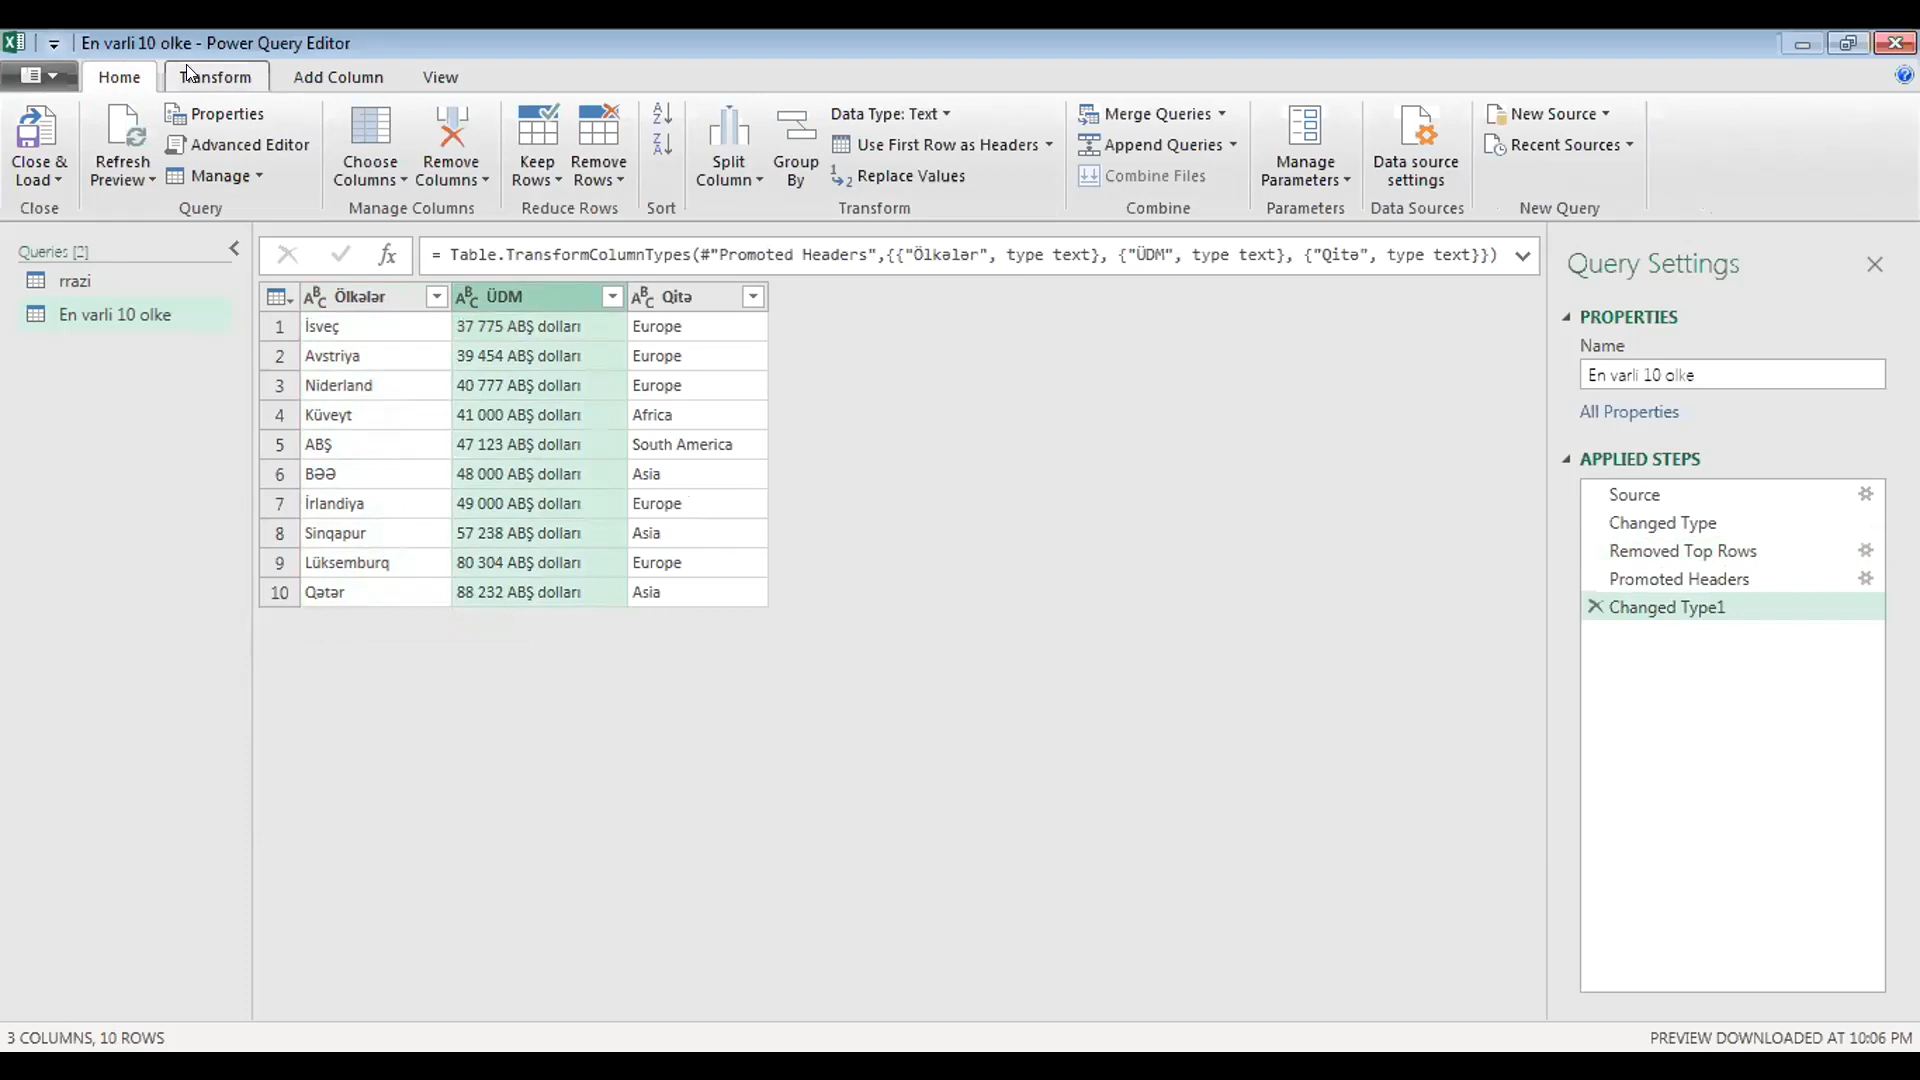 En varli 10 olke - Power Query Editor
Home
Transform
Add Column
View
Close & Load
Close
Refresh Preview
Properties
Advanced Editor
Manage
Query
Choose Columns
Remove Columns
Manage Columns
Keep Rows
Remove Rows
Reduce Rows
Sort
Split Column
Group By
Data Type: Text
Use First Row as Headers
Replace Values
Transform
Merge Queries
Append Queries
Combine Files
Combine
Manage Parameters
Parameters
Data source settings
Data Sources
New Source
Recent Sources
New Query
Queries [2]
rrazi
En varli 10 olke
fx
= Table.TransformColumnTypes(#"Promoted Headers",{{"Ölkələr", type text}, {"ÜDM", type text}, {"Qitə", type text}})
Ölkələr ÜDM Qitə
1 İsveç 37 775 ABŞ dolları Europe
2 Avstriya 39 454 ABŞ dolları Europe
3 Niderland 40 777 ABŞ dolları Europe
4 Küveyt 41 000 ABŞ dolları Africa
5 ABŞ 47 123 ABŞ dolları South America
6 BƏƏ 48 000 ABŞ dolları Asia
7 İrlandiya 49 000 ABŞ dolları Europe
8 Sinqapur 57 238 ABŞ dolları Asia
9 Lüksemburq 80 304 ABŞ dolları Europe
10 Qətər 88 232 ABŞ dolları Asia
Query Settings
PROPERTIES
Name
En varli 10 olke
All Properties
APPLIED STEPS
Source
Changed Type
Removed Top Rows
Promoted Headers
Changed Type1
3 COLUMNS, 10 ROWS
PREVIEW DOWNLOADED AT 10:06 PM